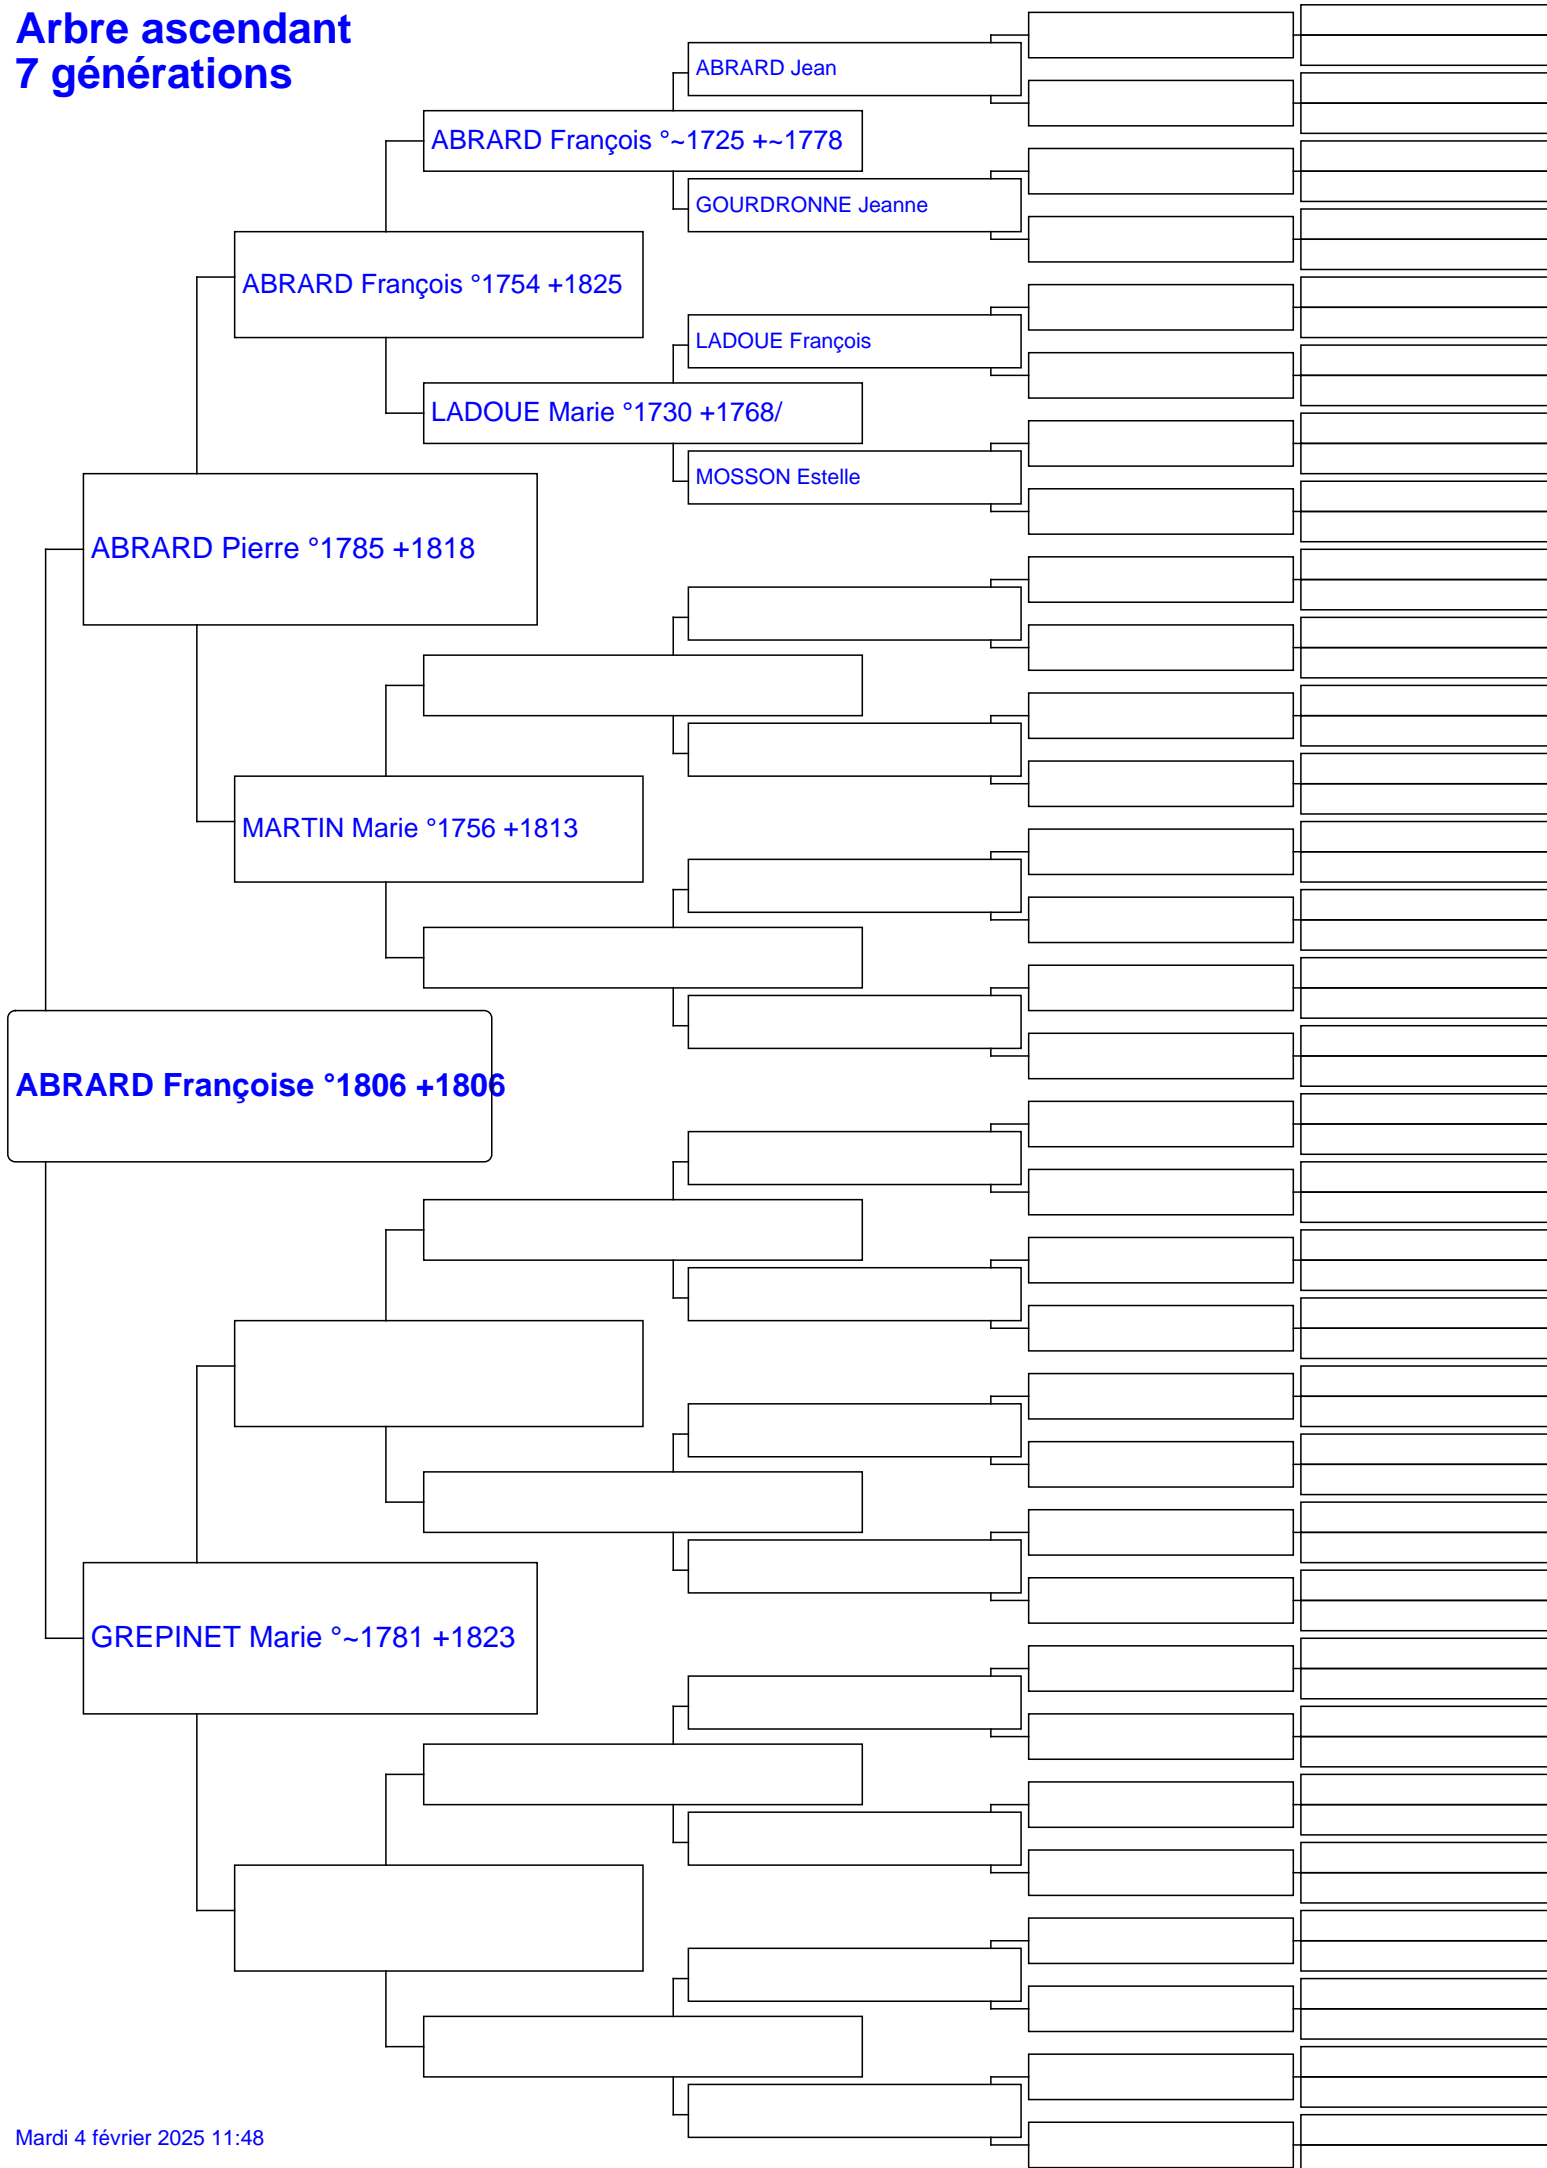 Arbre ascendant
7 générations
ABRARD Jean
ABRARD François °~1725 +~1778
GOURDRONNE Jeanne
ABRARD François °1754 +1825
LADOUE François
LADOUE Marie °1730 +1768/
MOSSON Estelle
ABRARD Pierre °1785 +1818
MARTIN Marie °1756 +1813
ABRARD Françoise °1806 +1806
GREPINET Marie °~1781 +1823
Mardi 4 février 2025 11:48